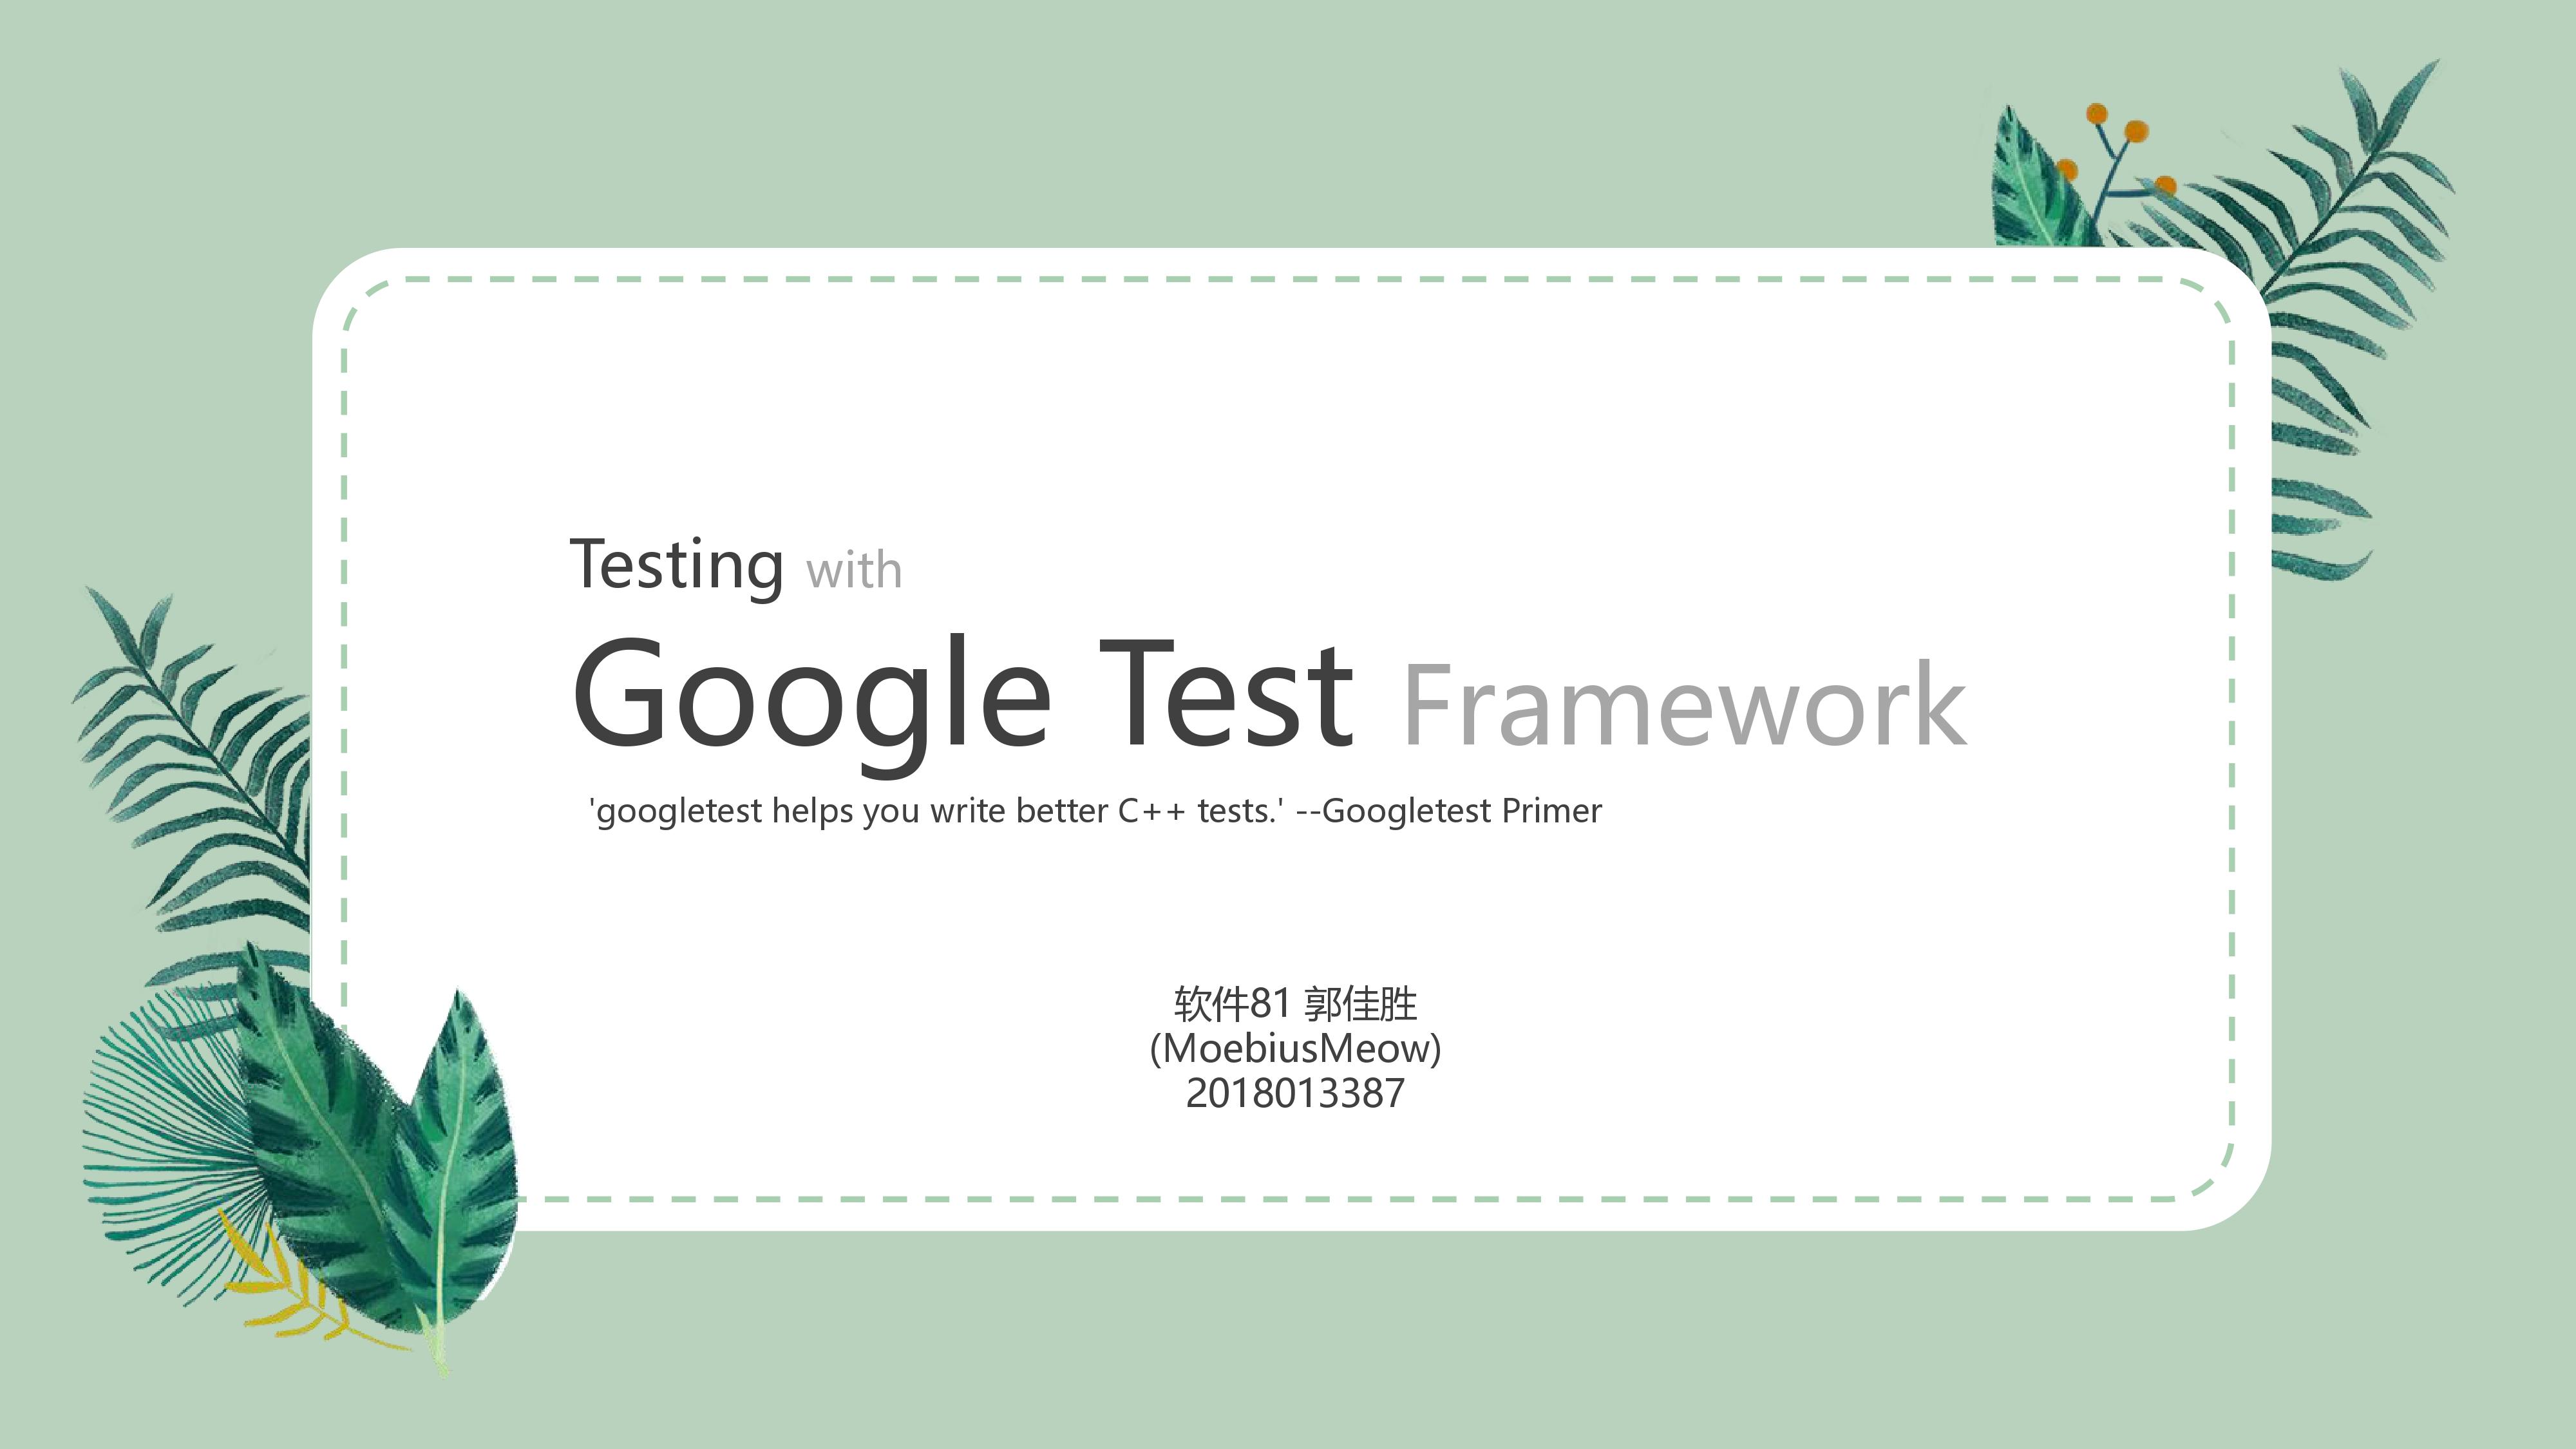 Testing with
Google Test Framework
'googletest helps you write better C++ tests.' --Googletest Primer
软件81 郭佳胜
(MoebiusMeow)
2018013387